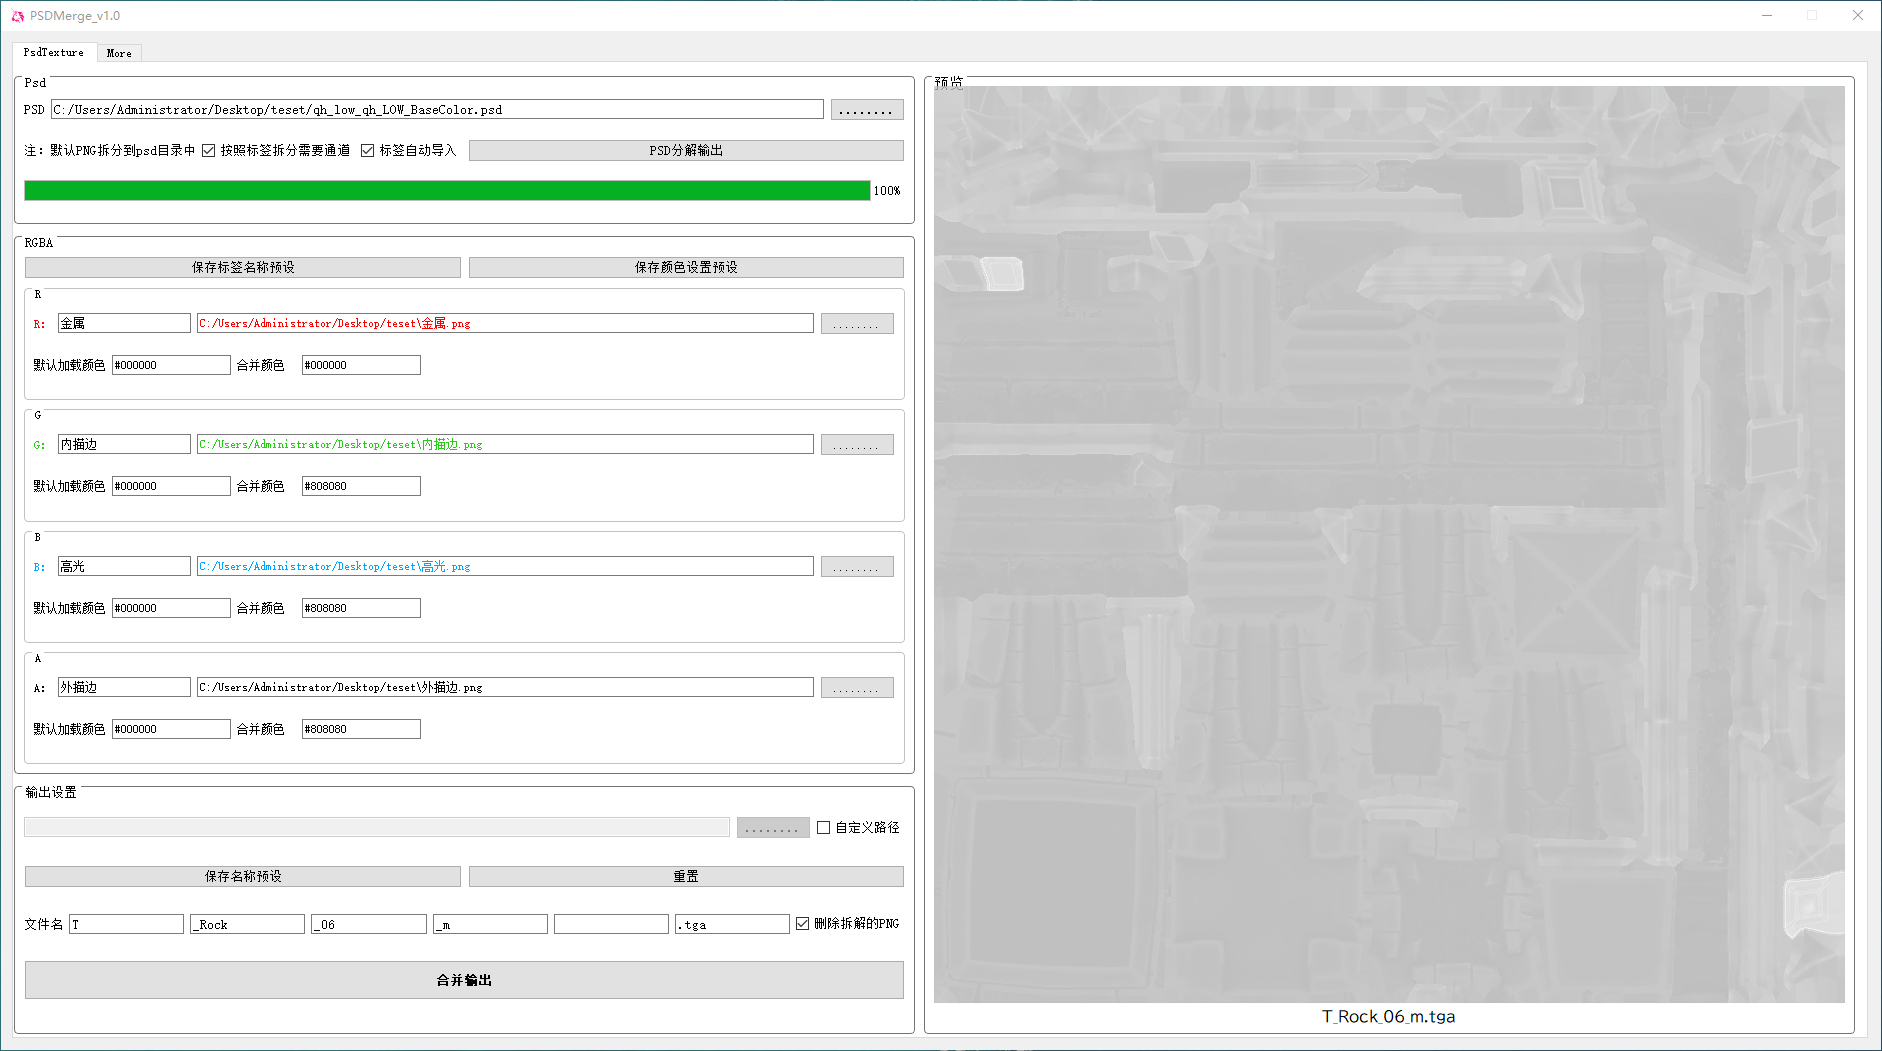 PSDMerge_v1.0
PsdTexture More
Psd
PSD C:/Users/Administrator/Desktop/teset/qh_low_qh_LOW_BaseColor.psd ........
注：默认PNG拆分到psd目录中 按照标签拆分需要通道 标签自动导入 PSD分解输出
100%
RGBA
保存标签名称预设 保存颜色设置预设
R
R: 金属 C:/Users/Administrator/Desktop/teset\金属.png ........
默认加载颜色 #000000 合并颜色 #000000
G
G: 内描边 C:/Users/Administrator/Desktop/teset\内描边.png ........
默认加载颜色 #000000 合并颜色 #808080
B
B: 高光 C:/Users/Administrator/Desktop/teset\高光.png ........
默认加载颜色 #000000 合并颜色 #808080
A
A: 外描边 C:/Users/Administrator/Desktop/teset\外描边.png ........
默认加载颜色 #000000 合并颜色 #808080
输出设置
........ 自定义路径
保存名称预设 重置
文件名 T _Rock _06 _m .tga 删除拆解的PNG
合并输出
预览
T_Rock_06_m.tga